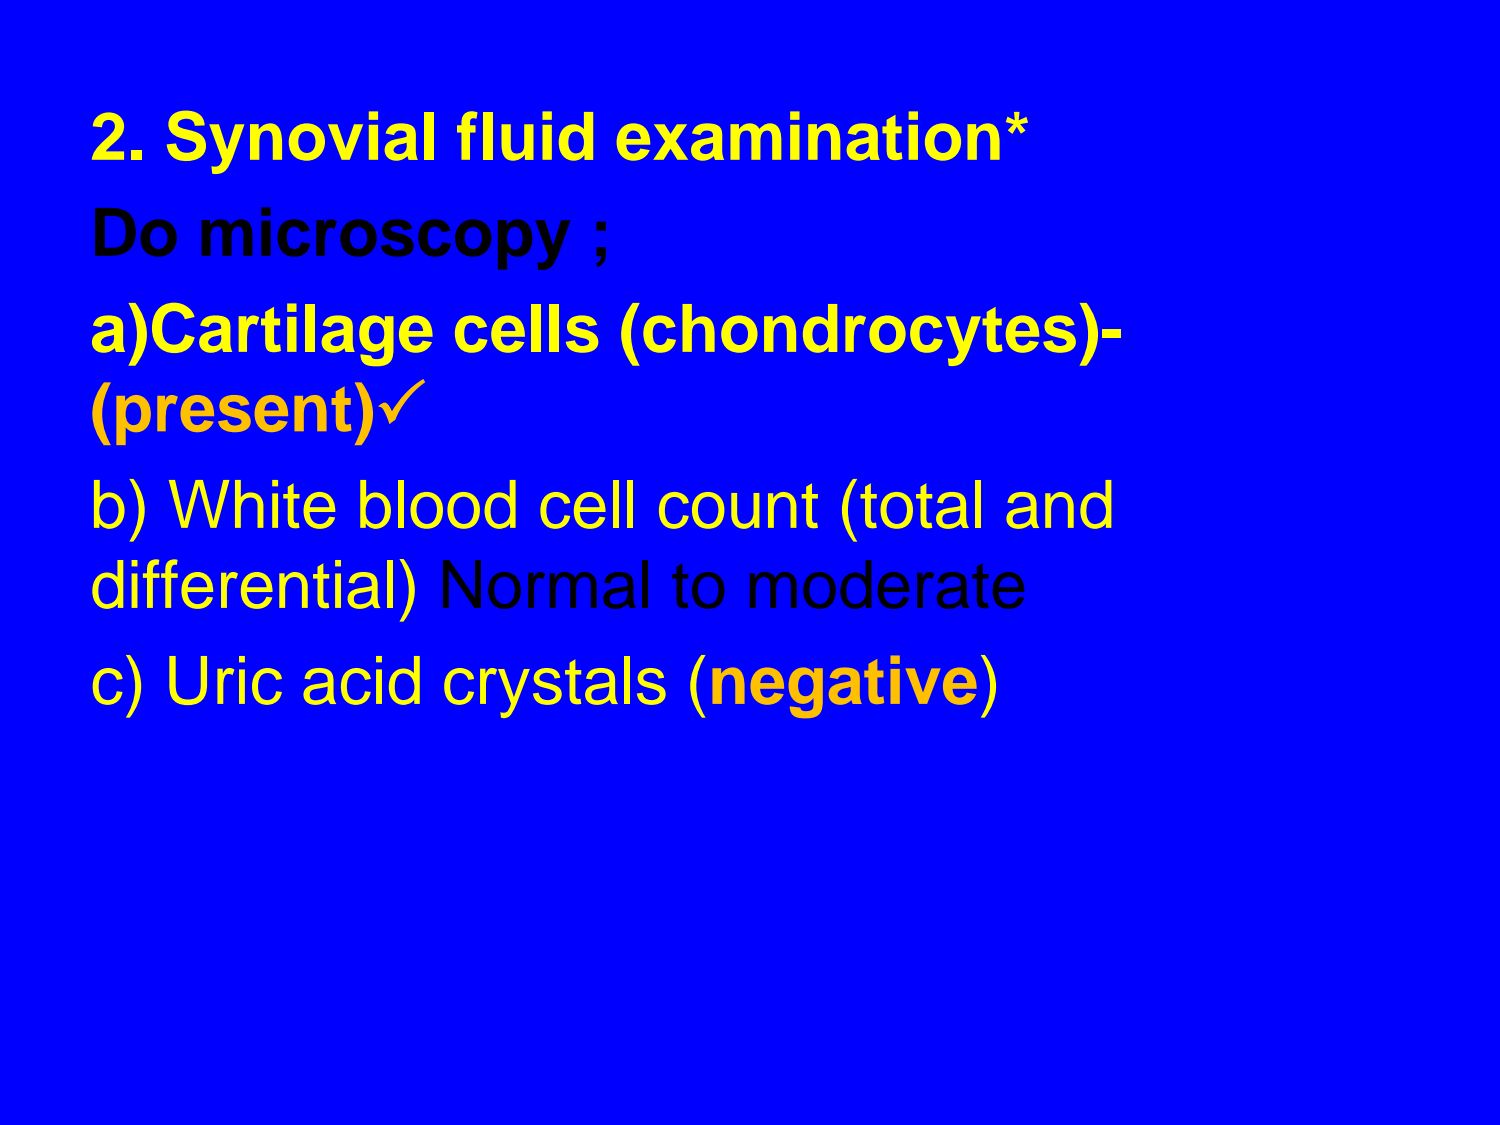 2. Synovial fluid examination*
Do microscopy ;
a)Cartilage cells (chondrocytes)-
(present)✓
b) White blood cell count (total and
differential) Normal to moderate
c) Uric acid crystals (negative)